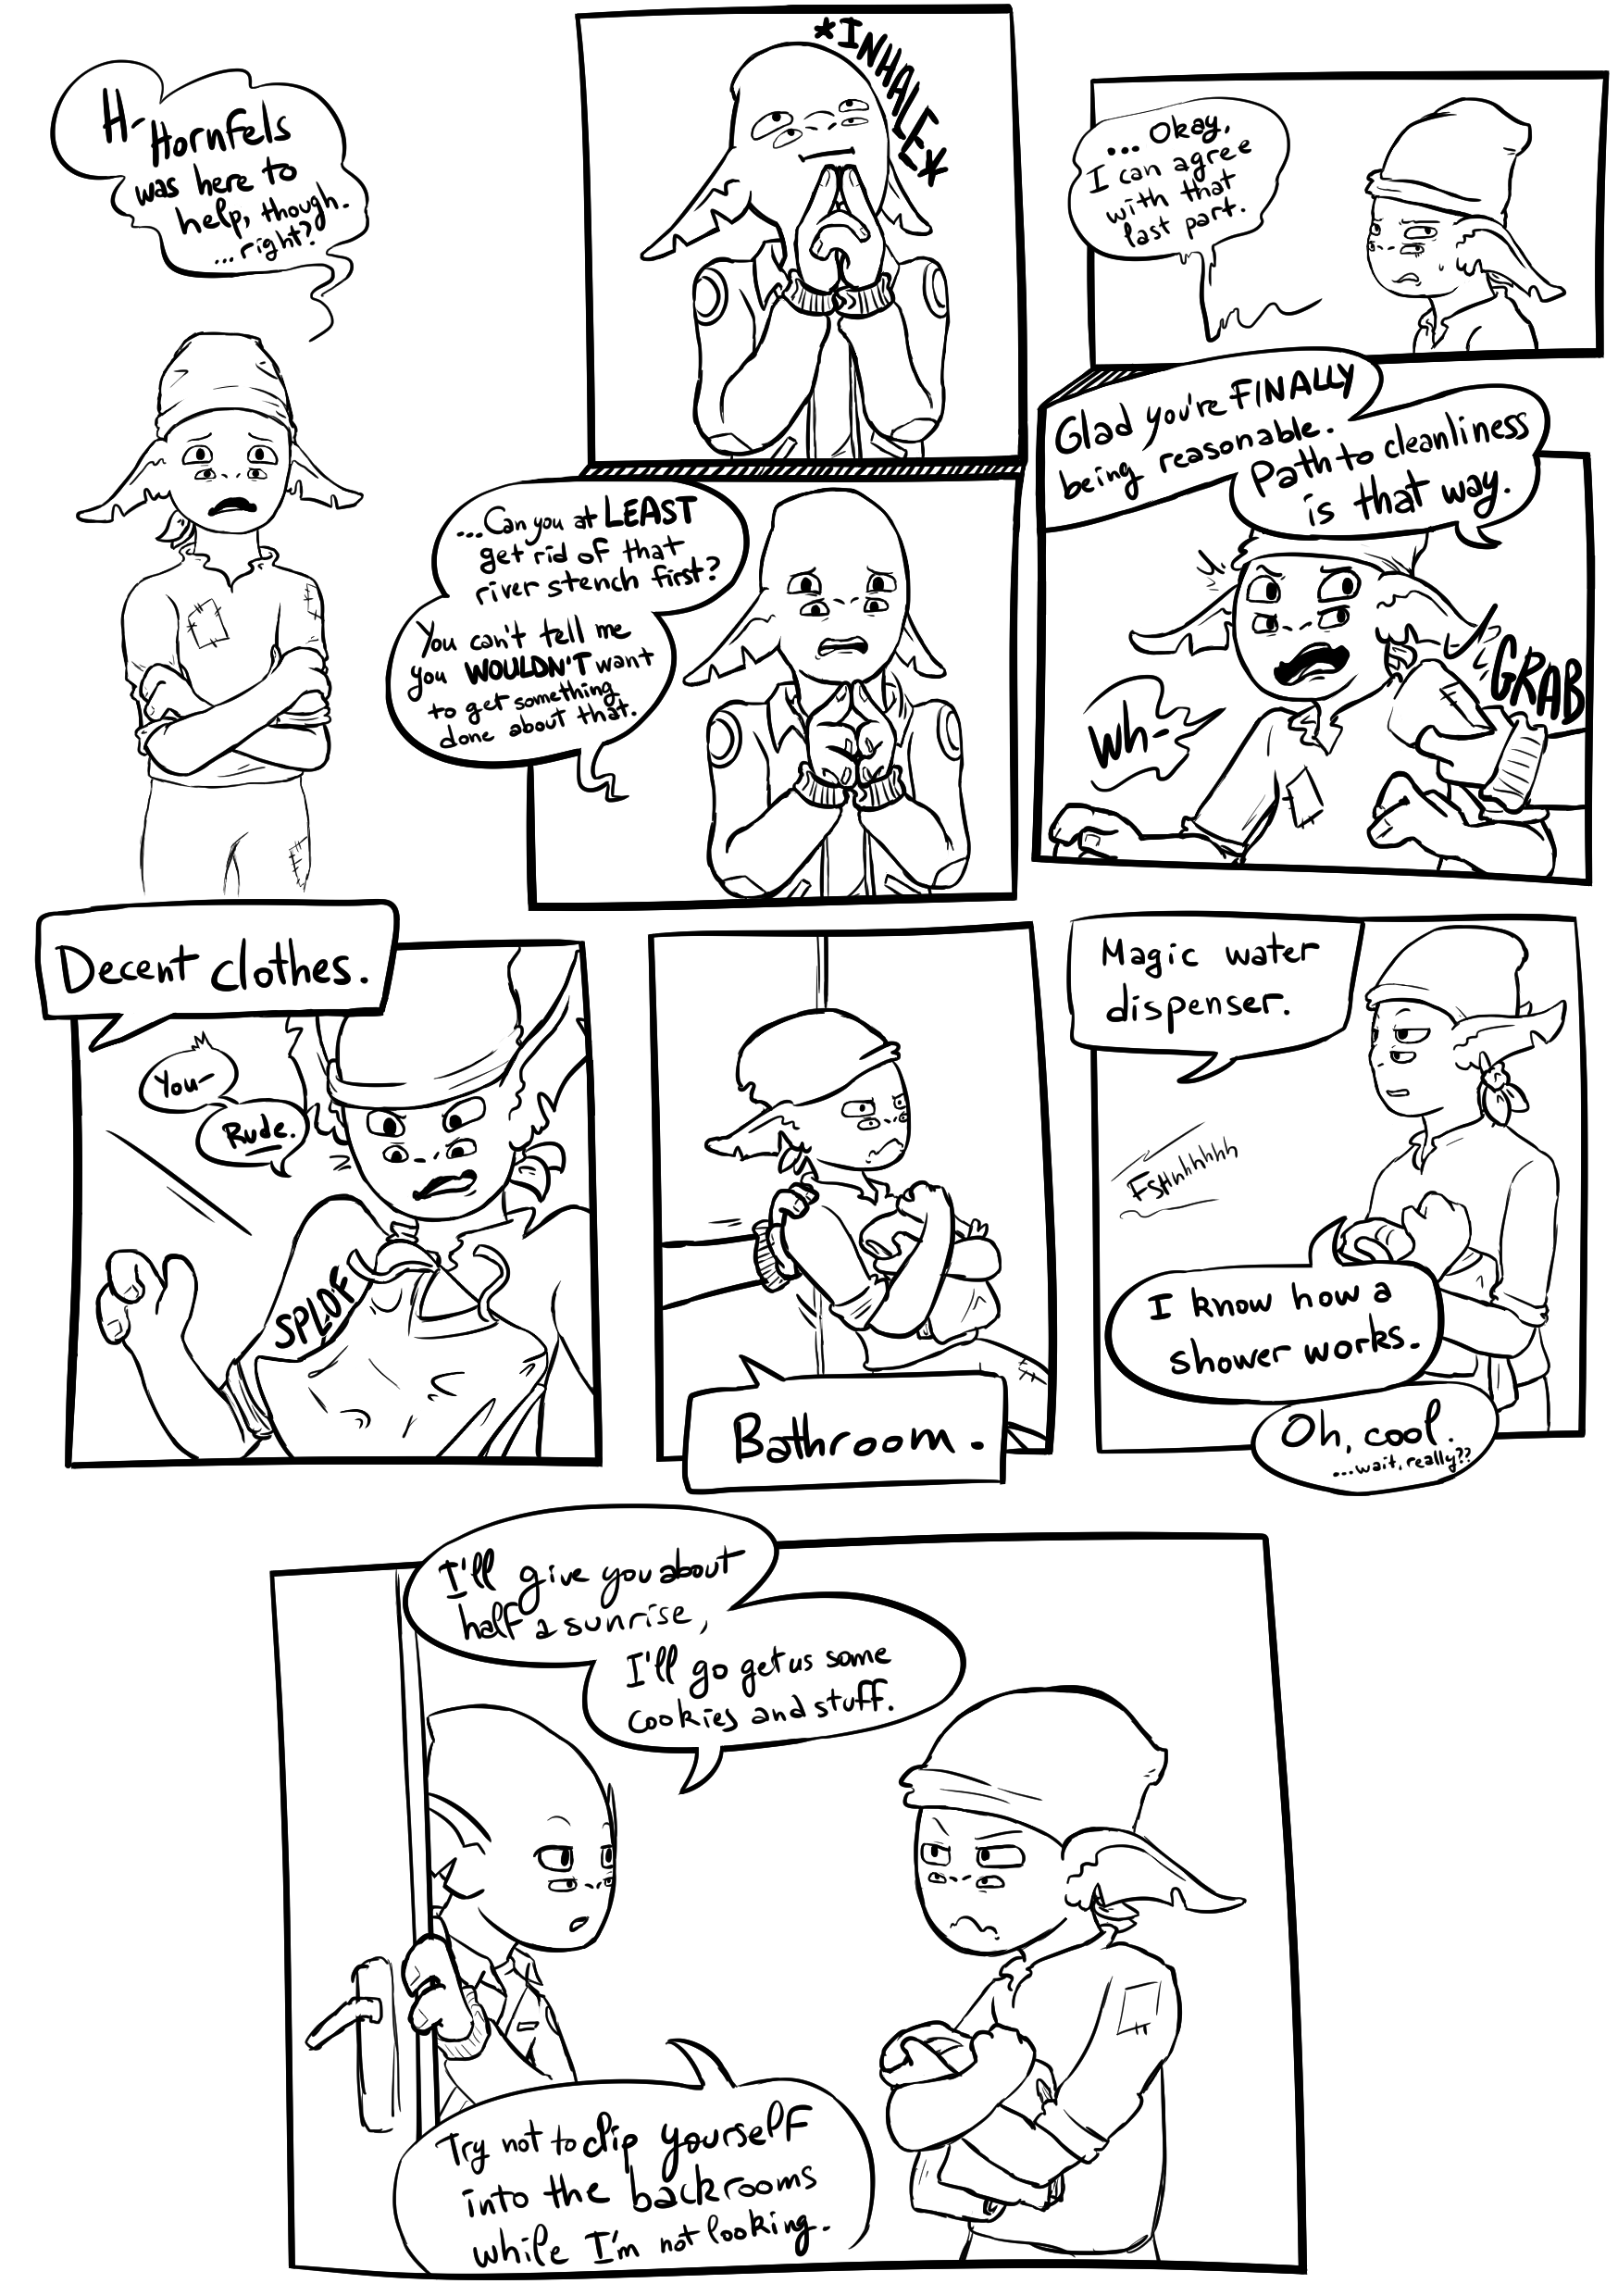 H-
Hornfels
was here to
help, though.
...right?
*INHALE*
...Can you at LEAST
get rid of that
river stench first?
You can't tell me
you WOULDN'T want
to get something
done about that.
... Okay,
I can agree
with that
last part.
Glad you're FINALLY
being reasonable.
Path to cleanliness
is that way.
Wh-
GRAB
Decent clothes.
You-
Rude.
SPLOF
Bathroom.
Magic water
dispenser.
FSHhhhhhh
I know how a
shower works.
Oh, cool.
...wait, really??
I'll give you about
half a sunrise,
I'll go get us some
cookies and stuff.
Try not to clip yourself
into the backrooms
while I'm not looking.